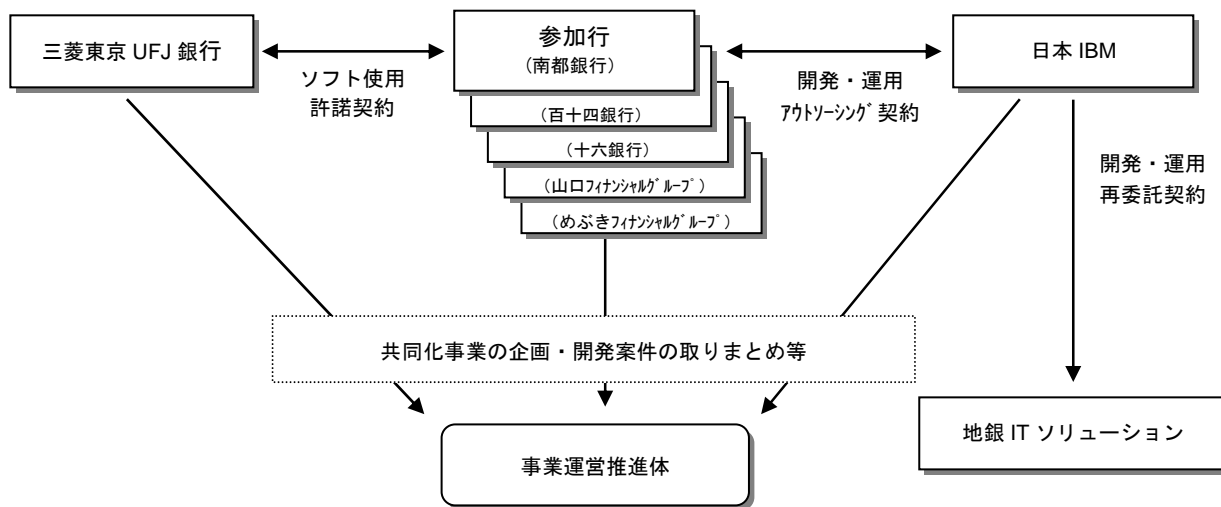 三菱東京 UFJ 銀行
ソフト使用
許諾契約
参加行
(南都銀行)
(百十四銀行)
(十六銀行)
(山口ﾌｨﾅﾝｼｬﾙｸﾞﾙｰﾌﾟ)
(めぶきﾌｨﾅﾝｼｬﾙｸﾞﾙｰﾌﾟ)
開発・運用
ｱｳﾄｿｰｼﾝｸﾞ契約
日本 IBM
開発・運用
再委託契約
共同化事業の企画・開発案件の取りまとめ等
事業運営推進体
地銀 IT ソリューション